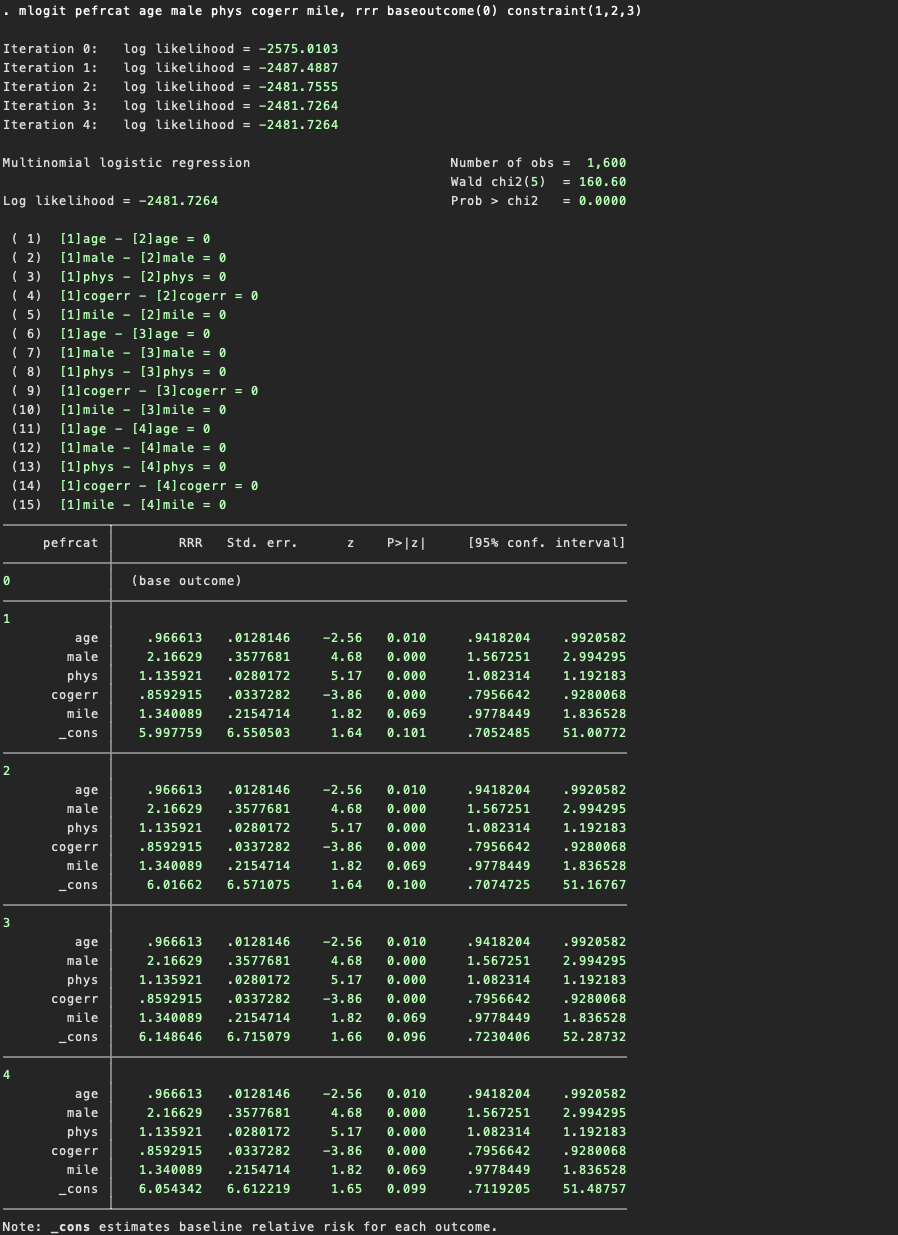 . mlogit pefrcat age male phys cogerr mile, rrr baseoutcome(0) constraint(1,2,3)
Iteration 0:   log likelihood = -2575.0103
Iteration 1:   log likelihood = -2487.4887
Iteration 2:   log likelihood = -2481.7555
Iteration 3:   log likelihood = -2481.7264
Iteration 4:   log likelihood = -2481.7264
Multinomial logistic regression                         Number of obs =  1,600
                                                        Wald chi2(5)  = 160.60
Log likelihood = -2481.7264                             Prob > chi2   = 0.0000
 ( 1)  [1]age - [2]age = 0
 ( 2)  [1]male - [2]male = 0
 ( 3)  [1]phys - [2]phys = 0
 ( 4)  [1]cogerr - [2]cogerr = 0
 ( 5)  [1]mile - [2]mile = 0
 ( 6)  [1]age - [3]age = 0
 ( 7)  [1]male - [3]male = 0
 ( 8)  [1]phys - [3]phys = 0
 ( 9)  [1]cogerr - [3]cogerr = 0
 (10)  [1]mile - [3]mile = 0
 (11)  [1]age - [4]age = 0
 (12)  [1]male - [4]male = 0
 (13)  [1]phys - [4]phys = 0
 (14)  [1]cogerr - [4]cogerr = 0
 (15)  [1]mile - [4]mile = 0
pefrcat RRR Std. err. z P>|z| [95% conf. interval]
0 (base outcome)
1
age .966613 .0128146 -2.56 0.010 .9418204 .9920582
male 2.16629 .3577681 4.68 0.000 1.567251 2.994295
phys 1.135921 .0280172 5.17 0.000 1.082314 1.192183
cogerr .8592915 .0337282 -3.86 0.000 .7956642 .9280068
mile 1.340089 .2154714 1.82 0.069 .9778449 1.836528
_cons 5.997759 6.550503 1.64 0.101 .7052485 51.00772
2
age .966613 .0128146 -2.56 0.010 .9418204 .9920582
male 2.16629 .3577681 4.68 0.000 1.567251 2.994295
phys 1.135921 .0280172 5.17 0.000 1.082314 1.192183
cogerr .8592915 .0337282 -3.86 0.000 .7956642 .9280068
mile 1.340089 .2154714 1.82 0.069 .9778449 1.836528
_cons 6.01662 6.571075 1.64 0.100 .7074725 51.16767
3
age .966613 .0128146 -2.56 0.010 .9418204 .9920582
male 2.16629 .3577681 4.68 0.000 1.567251 2.994295
phys 1.135921 .0280172 5.17 0.000 1.082314 1.192183
cogerr .8592915 .0337282 -3.86 0.000 .7956642 .9280068
mile 1.340089 .2154714 1.82 0.069 .9778449 1.836528
_cons 6.148646 6.715079 1.66 0.096 .7230406 52.28732
4
age .966613 .0128146 -2.56 0.010 .9418204 .9920582
male 2.16629 .3577681 4.68 0.000 1.567251 2.994295
phys 1.135921 .0280172 5.17 0.000 1.082314 1.192183
cogerr .8592915 .0337282 -3.86 0.000 .7956642 .9280068
mile 1.340089 .2154714 1.82 0.069 .9778449 1.836528
_cons 6.054342 6.612219 1.65 0.099 .7119205 51.48757
Note: _cons estimates baseline relative risk for each outcome.